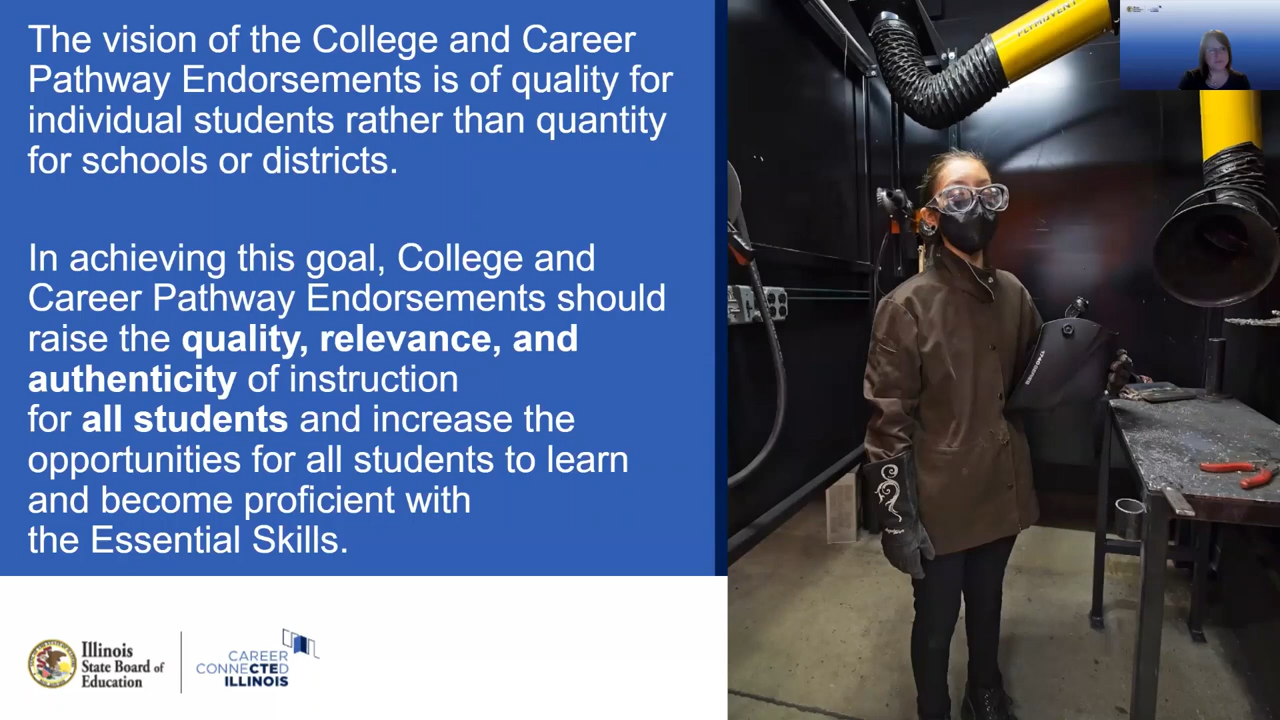 The vision of the College and Career
Pathway Endorsements is of quality for
individual students rather than quantity
for schools or districts.
In achieving this goal, College and
Career Pathway Endorsements should
raise the quality, relevance, and
authenticity of instruction
for all students and increase the
opportunities for all students to learn
and become proficient with
the Essential Skills.
Illinois
State Board of
Education
CAREER
CONNECTED
ILLINOIS
PLYMOVENT